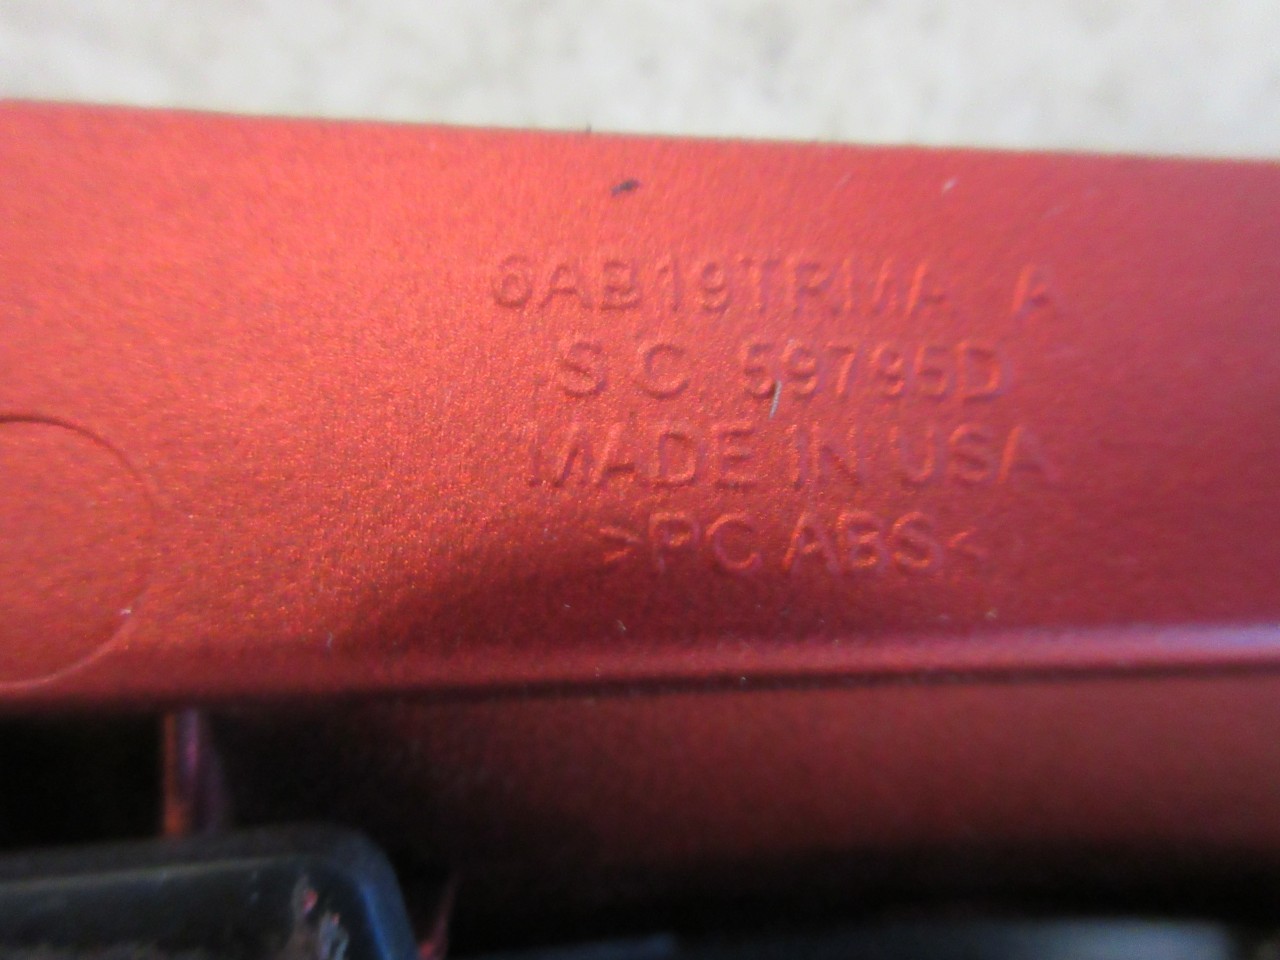 6AB19TRMA A
SC 59795D
MADE IN USA
>PC ABS<